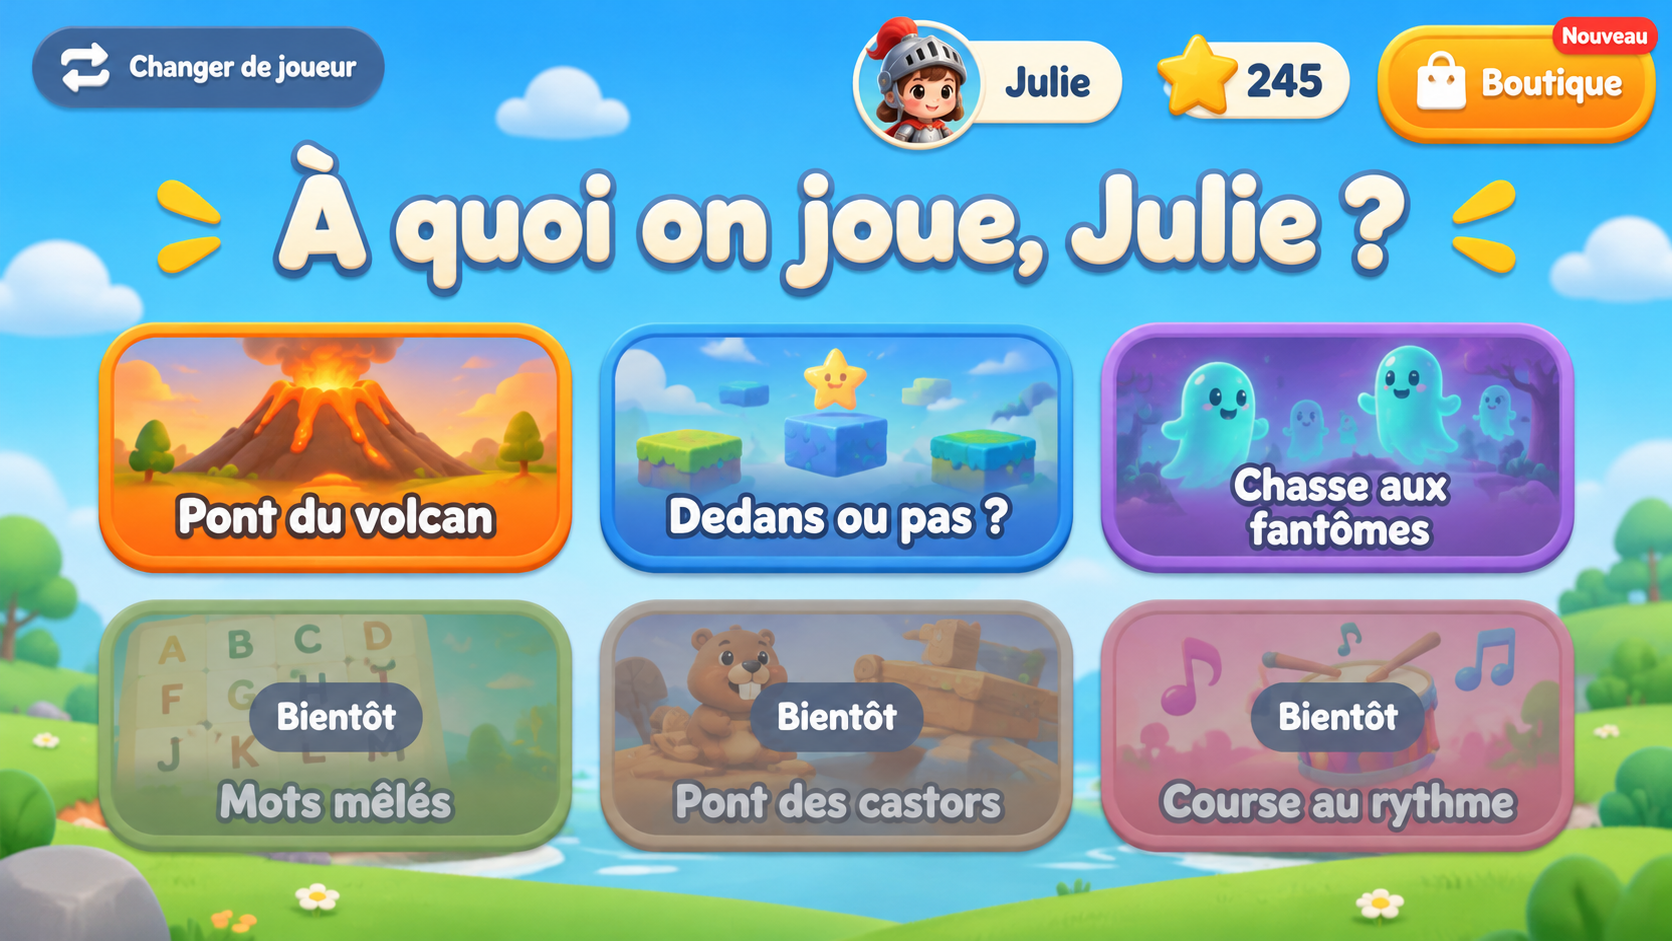 Changer de joueur
Julie
245
Nouveau
Boutique
À quoi on joue, Julie ?
Pont du volcan
Dedans ou pas ?
Chasse aux
fantômes
A B C D
F G H I
J K L M
Bientôt
Mots mêlés
Bientôt
Pont des castors
Bientôt
Course au rythme